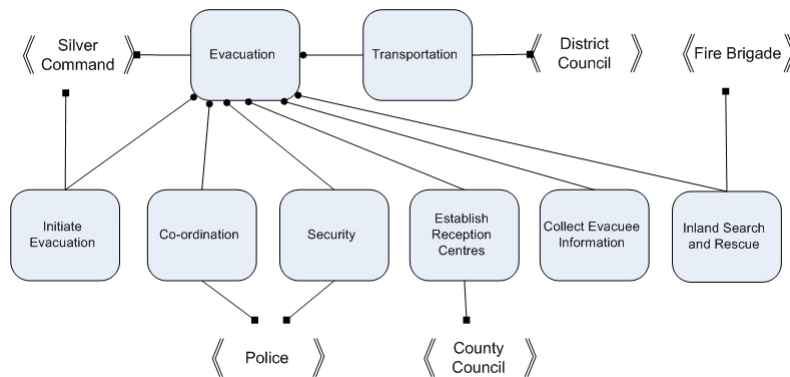 Silver
Command
Evacuation
Transportation
District
Council
Fire Brigade
Initiate
Evacuation
Co-ordination
Security
Establish
Reception
Centres
Collect Evacuee
Information
Inland Search
and Rescue
Police
County
Council